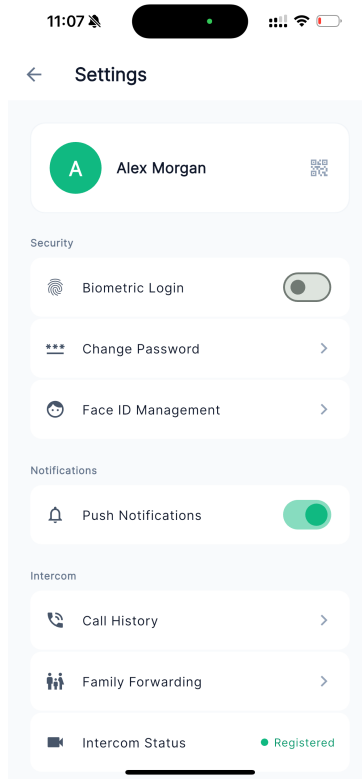 11:07
Settings
A
Alex Morgan
Security
Biometric Login
*** Change Password
Face ID Management
Notifications
Push Notifications
Intercom
Call History
Family Forwarding
Intercom Status
Registered